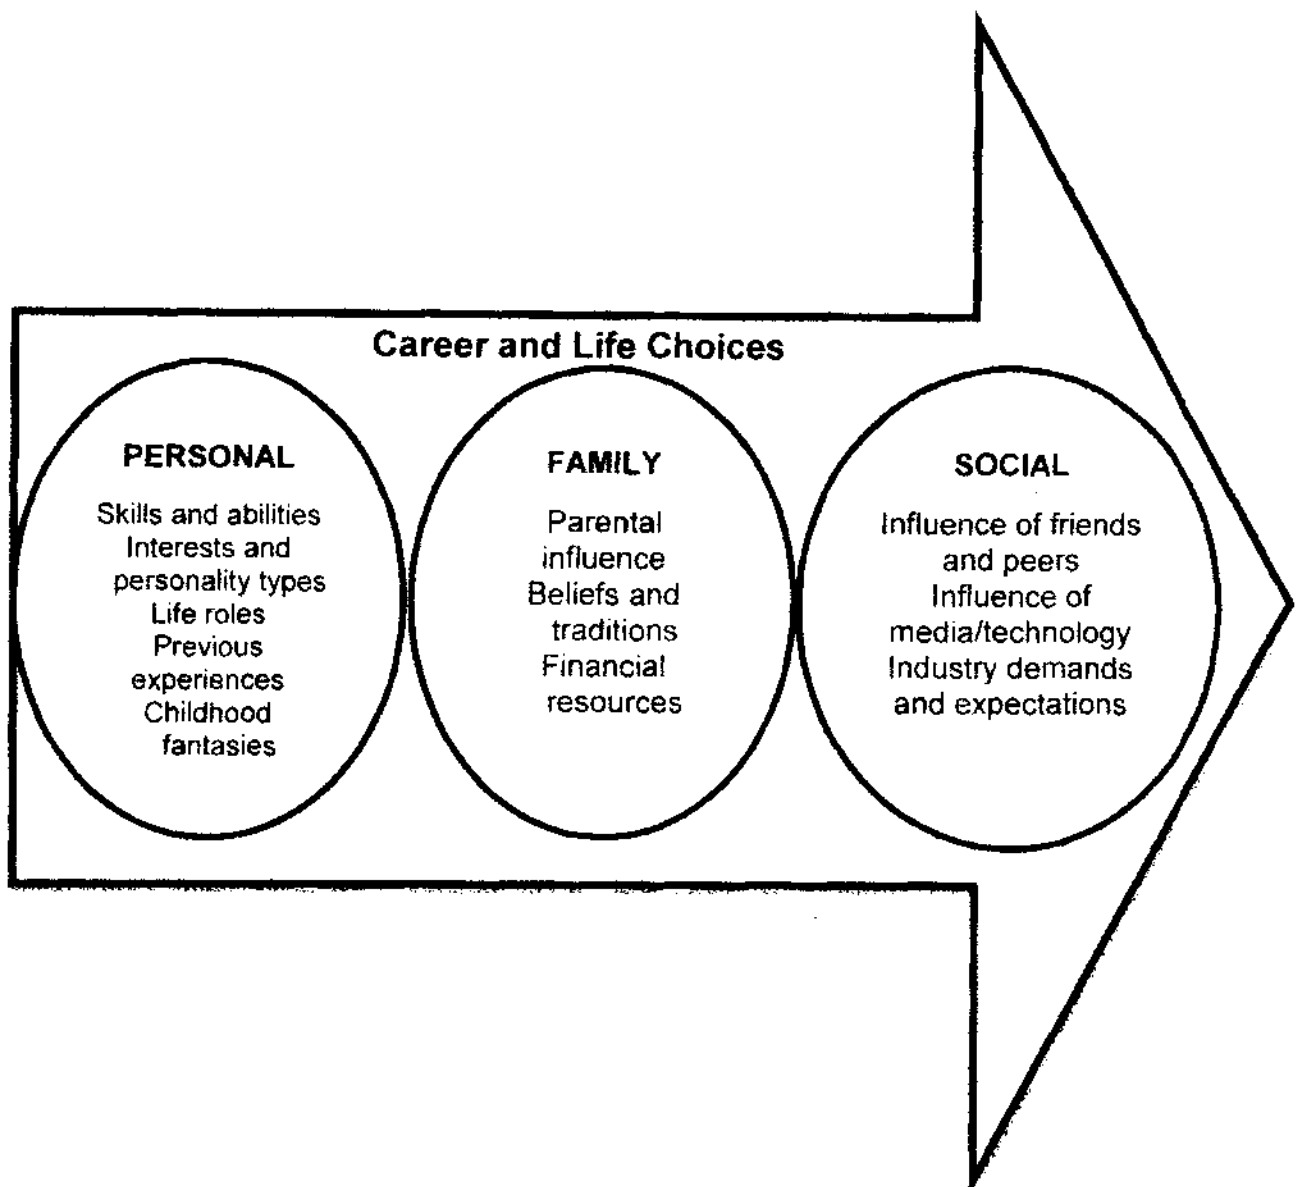 Career and Life Choices
PERSONAL
Skills and abilities
Interests and
personality types
Life roles
Previous
experiences
Childhood
fantasies
FAMILY
Parental
influence
Beliefs and
traditions
Financial
resources
SOCIAL
Influence of friends
and peers
Influence of
media/technology
Industry demands
and expectations